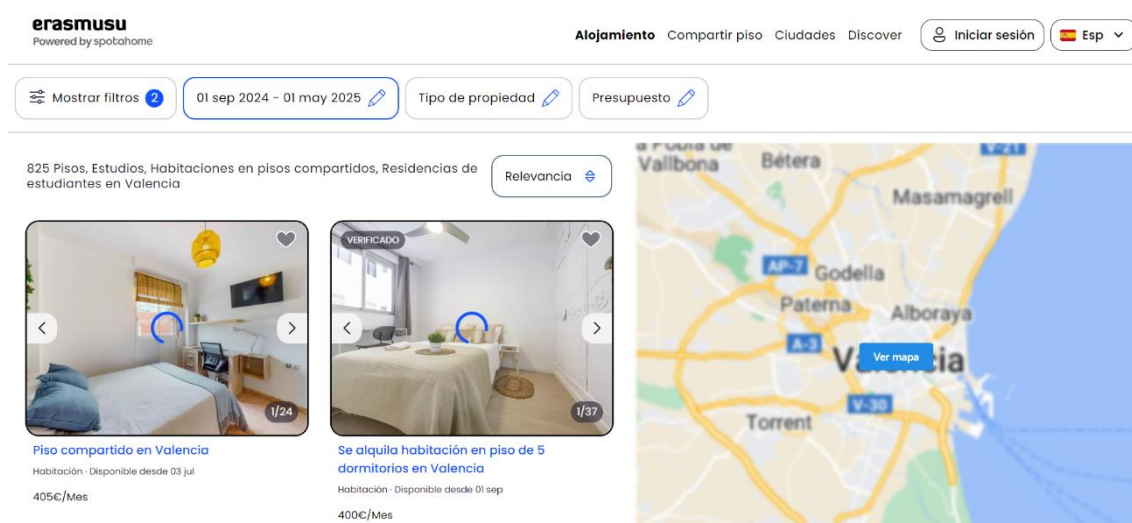 erasmusu
Powered by spotahome
Alojamiento Compartir piso Ciudades Discover Iniciar sesión Esp
Mostrar filtros 2 01 sep 2024 - 01 may 2025 Tipo de propiedad Presupuesto
825 Pisos, Estudios, Habitaciones en pisos compartidos, Residencias de
estudiantes en Valencia
Relevancia
1/24
Piso compartido en Valencia
Habitación · Disponible desde 03 jul
405€/Mes
VERIFICADO
1/37
Se alquila habitación en piso de 5
dormitorios en Valencia
Habitación · Disponible desde 01 sep
400€/Mes
a Pobla de
Vallbona
Bétera
V-21
Masamagrell
AP-7
Godella
Paterna
Alboraya
A-3
Ver mapa
V-30
Torrent